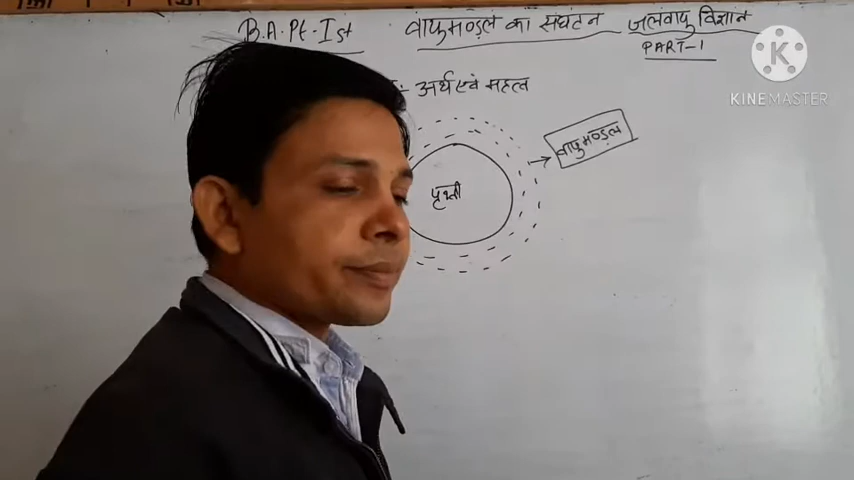 B.A. Pt-Ist वायुमण्डल का संघटन जलवायु विज्ञान
PART-1
:- अर्थ एवं महत्व
वायुमण्डल
पृथ्वी
K
KINEMASTER